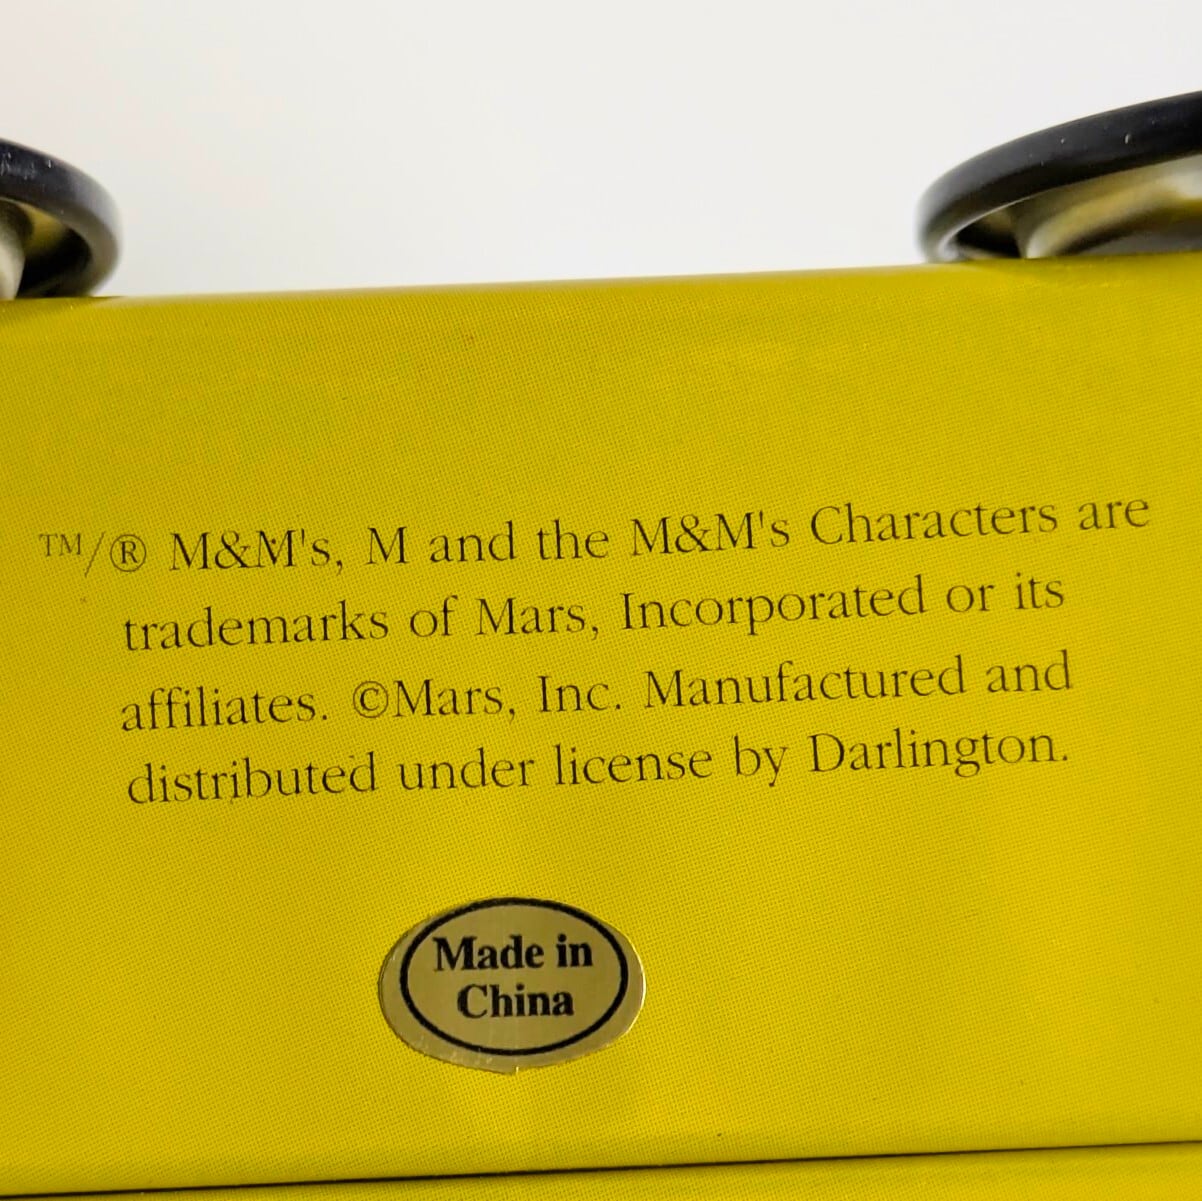 ™/® M&M's, M and the M&M's Characters are
trademarks of Mars, Incorporated or its
affiliates. ©Mars, Inc. Manufactured and
distributed under license by Darlington.
Made in
China